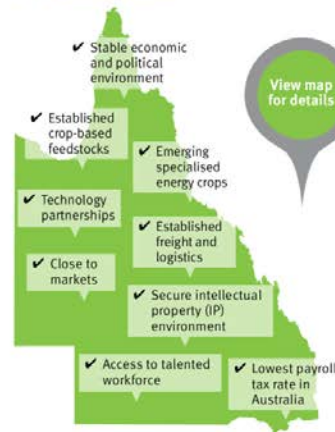 ✔ Stable economic
and political
environment
View map
for details
✔ Established
crop-based
feedstocks
✔ Emerging
specialised
energy crops
✔ Technology
partnerships
✔ Established
freight and
logistics
✔ Close to
markets
✔ Secure intellectual
property (IP)
environment
✔ Access to talented
workforce
✔ Lowest payroll
tax rate in
Australia